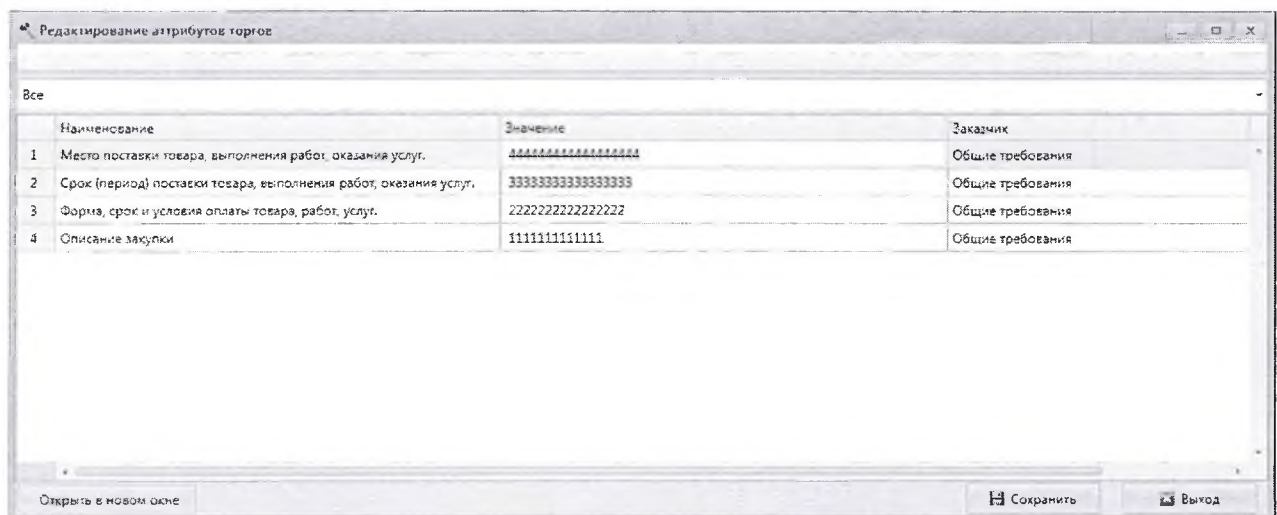 Редактирование аттрибутов торгов
Все
Наименование Значение Заказчик
1 Место поставки товара, выполнения работ, оказания услуг. Общие требования
2 Срок (период) поставки товара, выполнения работ, оказания услуг. 33333333333333333 Общие требования
3 Форма, срок и условия оплаты товара, работ, услуг. 2222222222222222 Общие требования
4 Описание закупки 1111111111111 Общие требования
Открыть в новом окне Сохранить Выход